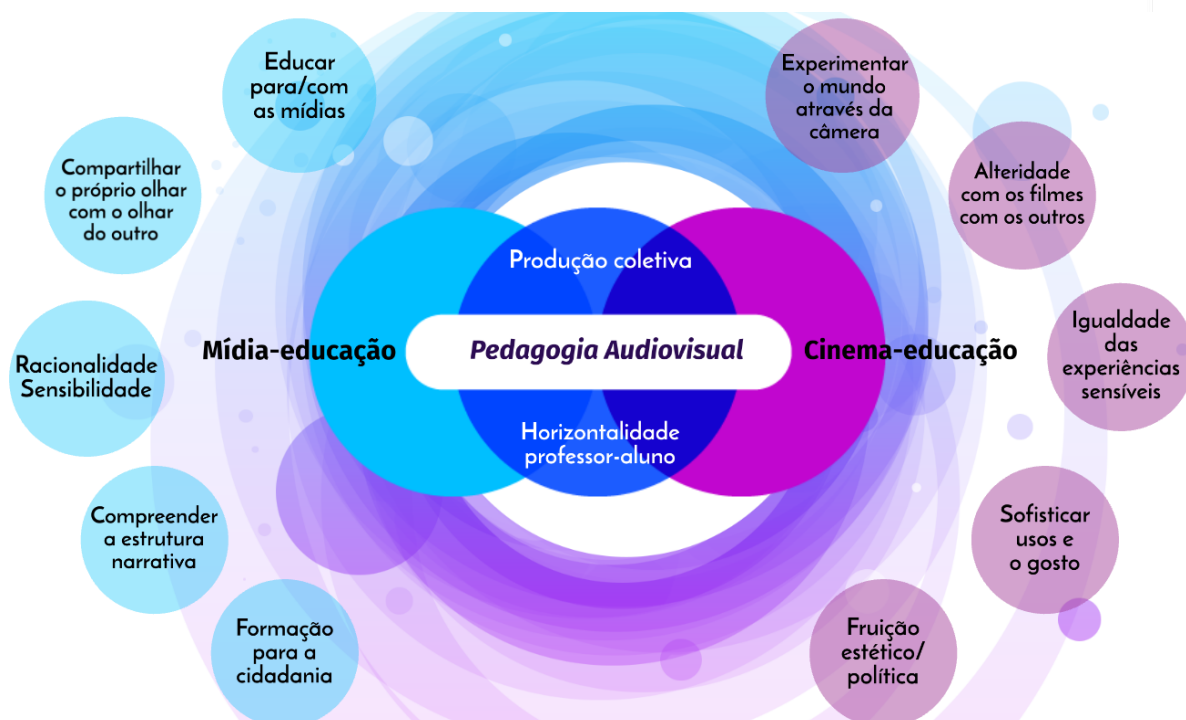 Educar
para/com
as mídias
Compartilhar
o próprio olhar
com o olhar
do outro
Racionalidade
Sensibilidade
Compreender
a estrutura
narrativa
Formação
para a
cidadania
Mídia-educação
Produção coletiva
Pedagogia Audiovisual
Horizontalidade
professor-aluno
Cinema-educação
Experimentar
o mundo
através da
câmera
Alteridade
com os filmes
com os outros
Igualdade
das
experiências
sensíveis
Sofisticar
usos e
o gosto
Fruição
estético/
política